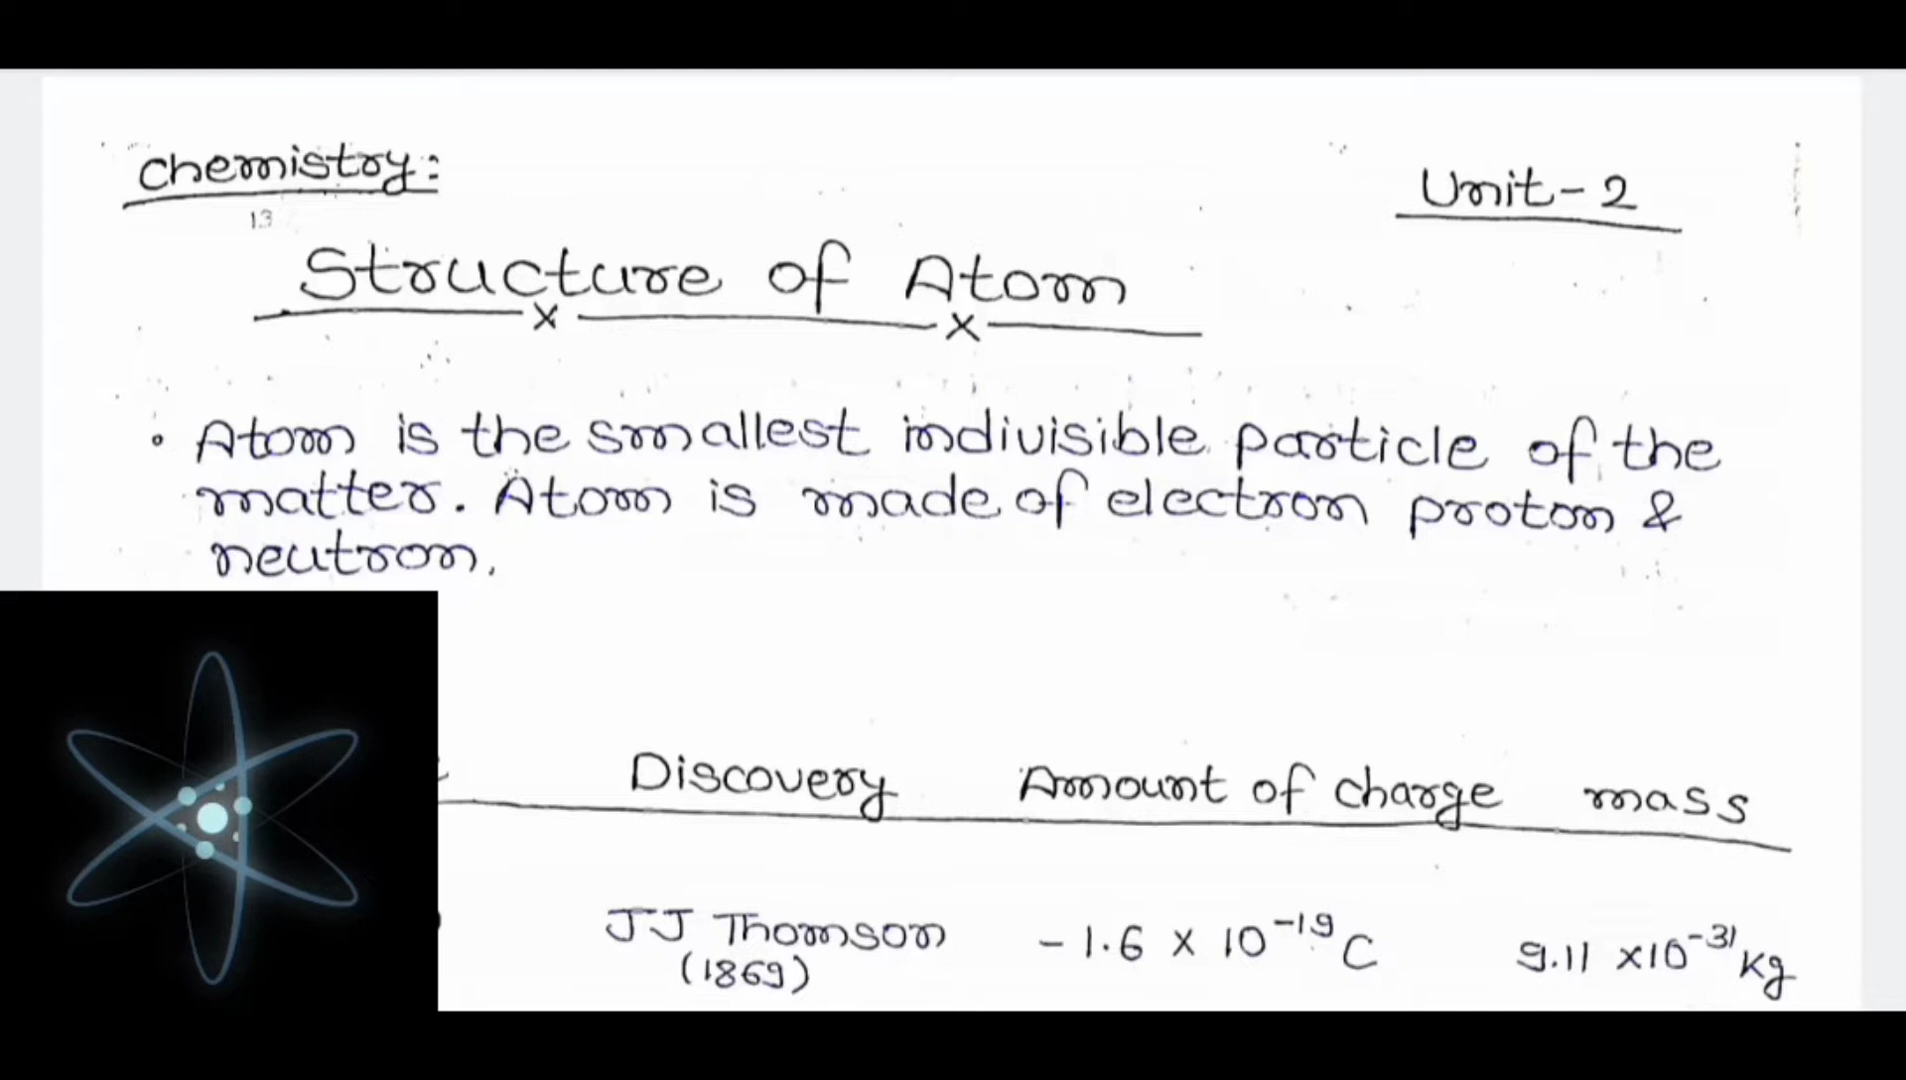 Chemistry:
Unit-2
13
Structure of Atom
x x
• Atom is the smallest indivisible particle of the
matter. Atom is made of electron proton &
neutron.
Discovery Amount of charge mass
JJ Thomson - 1.6 x 10⁻¹⁹ C 9.11 x10⁻³¹ Kg
(1869)